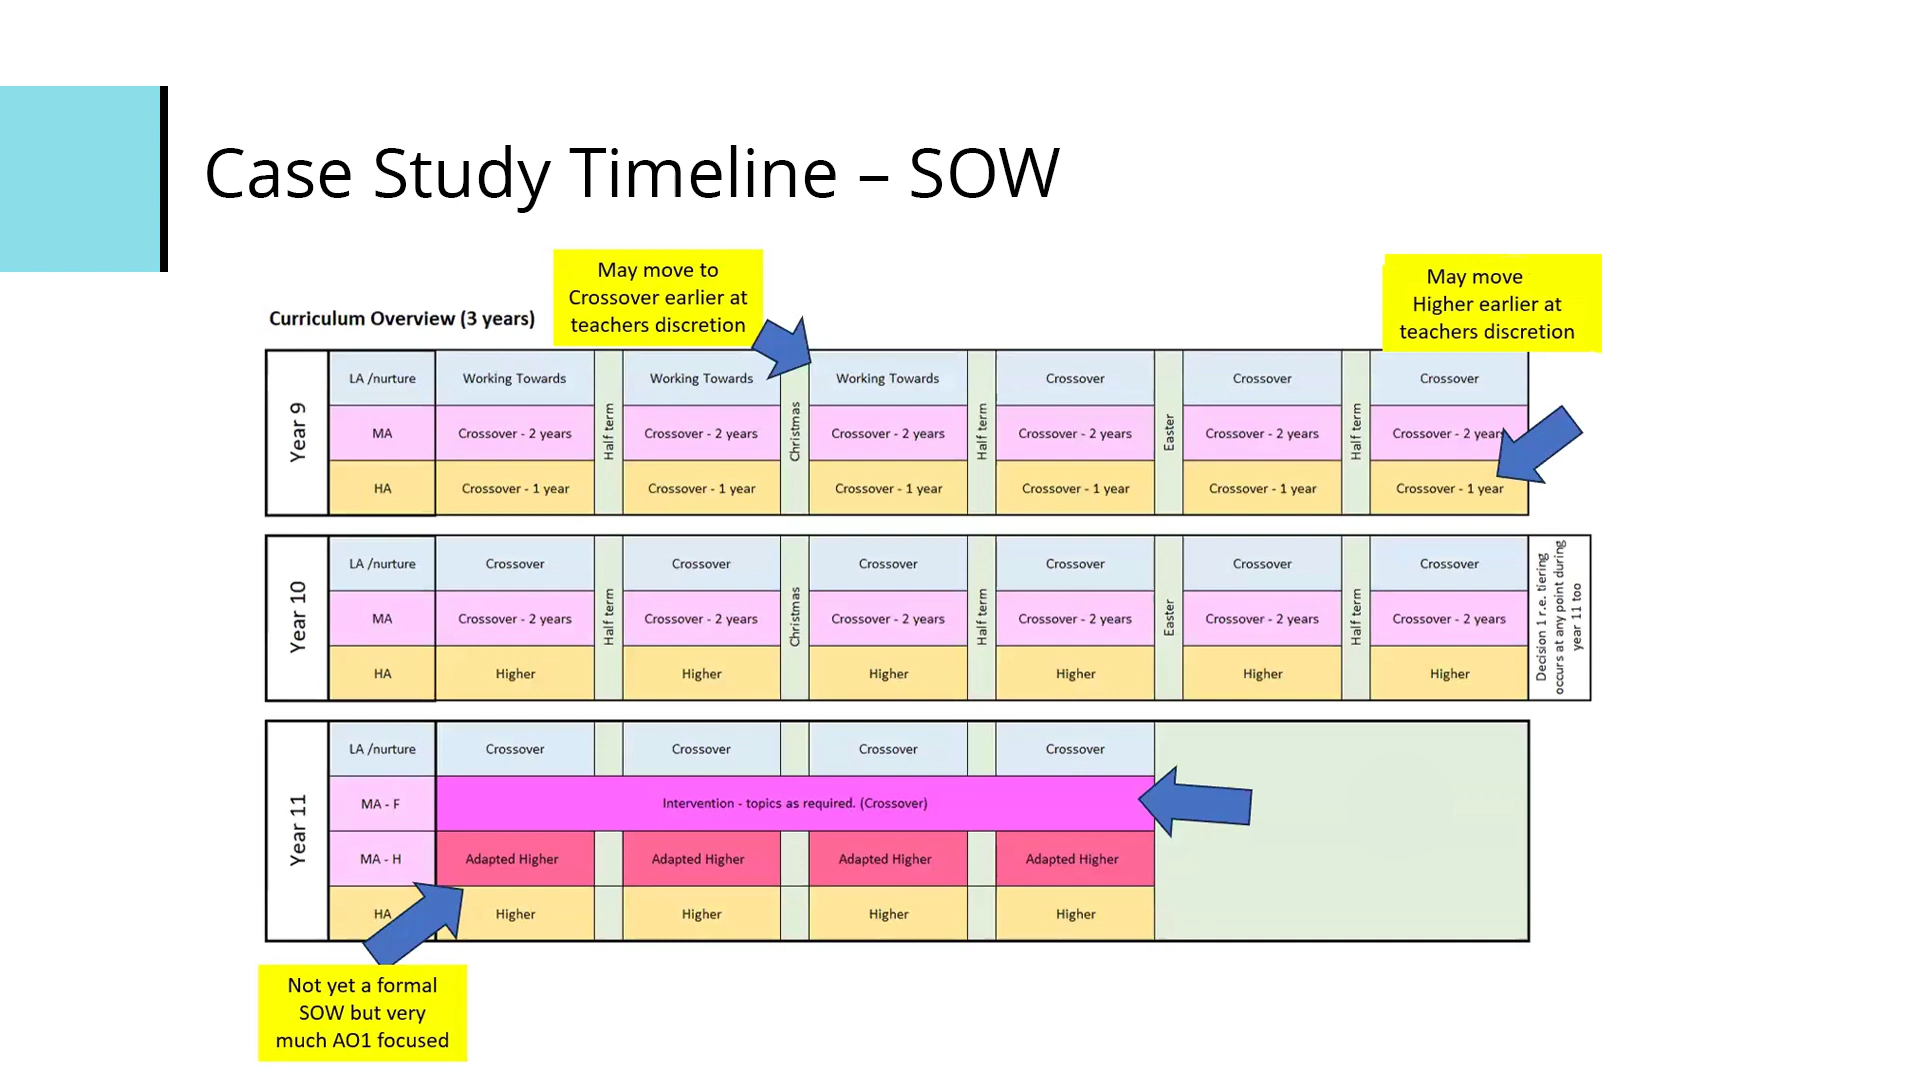 Case Study Timeline – SOW
May move to
Crossover earlier at
teachers discretion
May move
Higher earlier at
teachers discretion
Curriculum Overview (3 years)
Year 9
LA /nurture
Working Towards
Working Towards
Working Towards
Crossover
Crossover
Crossover
MA
Crossover - 2 years
Crossover - 2 years
Crossover - 2 years
Crossover - 2 years
Crossover - 2 years
Crossover - 2 years
HA
Crossover - 1 year
Crossover - 1 year
Crossover - 1 year
Crossover - 1 year
Crossover - 1 year
Crossover - 1 year
Half term
Christmas
Half term
Easter
Half term
Year 10
LA /nurture
Crossover
Crossover
Crossover
Crossover
Crossover
Crossover
MA
Crossover - 2 years
Crossover - 2 years
Crossover - 2 years
Crossover - 2 years
Crossover - 2 years
Crossover - 2 years
HA
Higher
Higher
Higher
Higher
Higher
Higher
Half term
Christmas
Half term
Easter
Half term
Decision 1 r.e. tiering
occurs at any point during
year 11 too
Year 11
LA /nurture
Crossover
Crossover
Crossover
Crossover
MA - F
Intervention - topics as required. (Crossover)
MA - H
Adapted Higher
Adapted Higher
Adapted Higher
Adapted Higher
HA
Higher
Higher
Higher
Higher
Not yet a formal
SOW but very
much AO1 focused